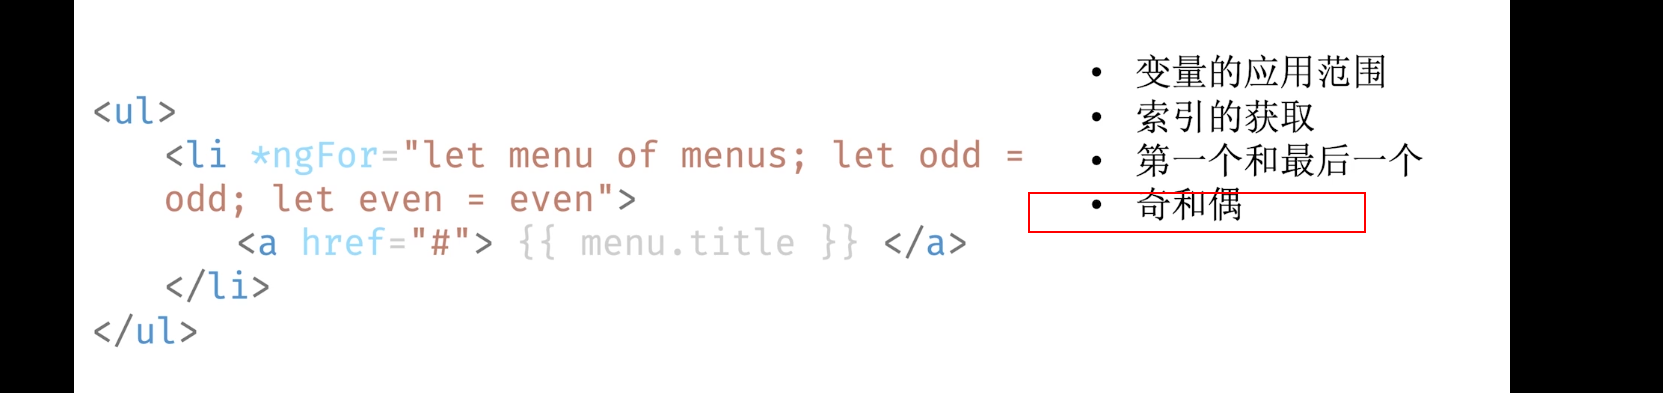 <ul>
<li *ngFor="let menu of menus; let odd =
odd; let even = even">
<a href="#"> {{ menu.title }} </a>
</li>
</ul>
• 变量的应用范围
• 索引的获取
• 第一个和最后一个
• 奇和偶